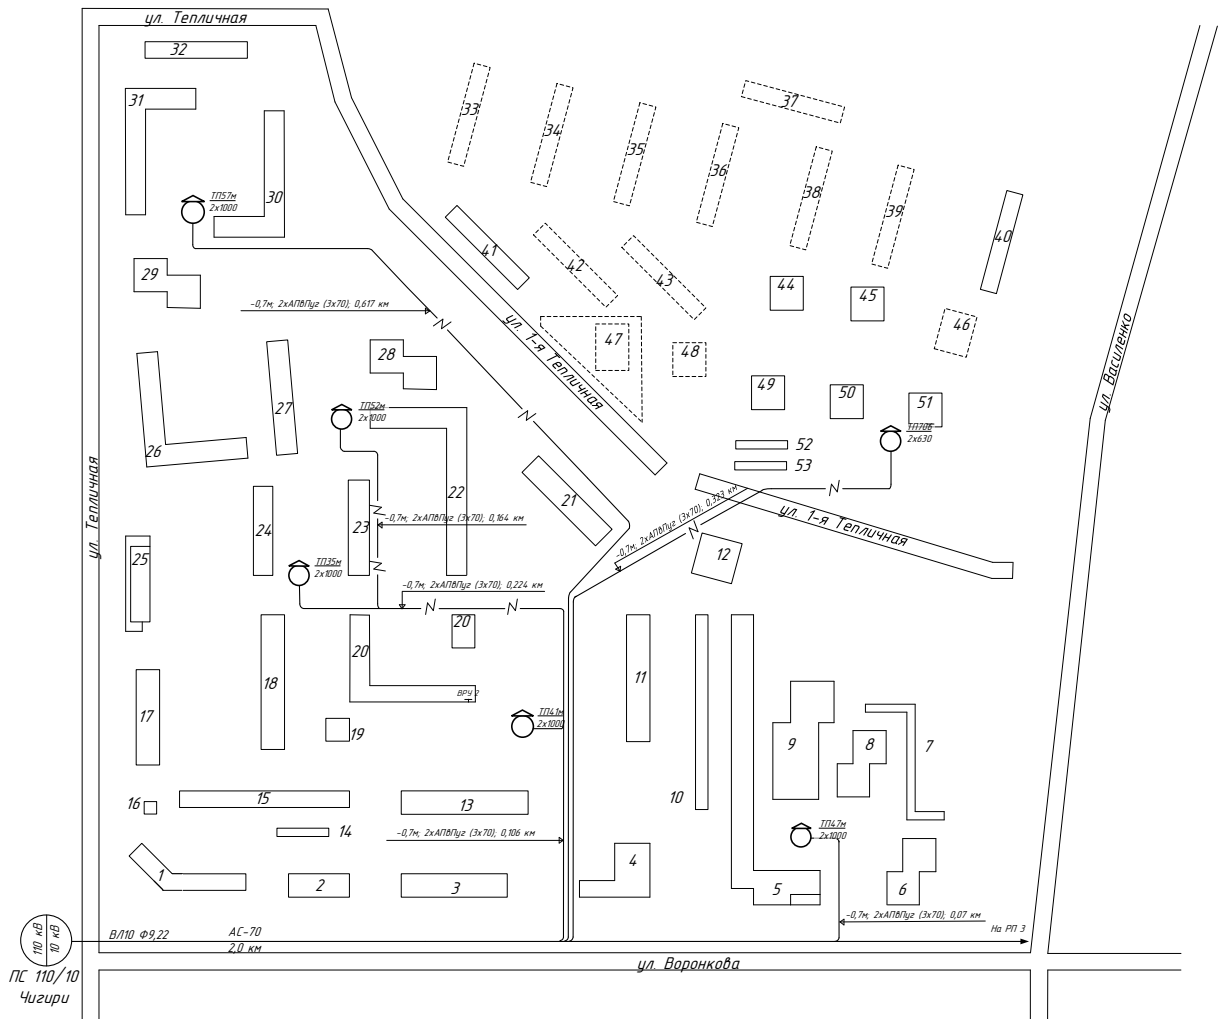 ул. Тепличная
32
31
30
ТП57м
2х1000
29
33
34
35
36
37
38
39
40
41
42
43
44
45
46
-0,7м; 2хАПвПуг (3х70); 0,617 км
ул. 1-я Тепличная
47
48
28
27
26
ТП52м
2х1000
49
50
51
ТП70б
2х630
52
53
ул. Василенко
ул. Тепличная
25
24
23
22
21
-0,7м; 2хАПвПуг (3х70); 0,164 км
-0,7м; 2хАПвПуг (3х70); 0,323 км
ул. 1-я Тепличная
12
ТП35м
2х1000
-0,7м; 2хАПвПуг (3х70); 0,224 км
20
20
ВРУ 2
18
17
19
ТП41м
2х1000
11
10
9
8
7
16
15
14
13
-0,7м; 2хАПвПуг (3х70); 0,106 км
ТП47м
2х1000
1
2
3
4
5
6
-0,7м; 2хАПвПуг (3х70); 0,07 км
110 кВ
10 кВ
ВЛ10 Ф9,22
АС-70
2,0 км
На РП 3
ПС 110/10
Чигири
ул. Воронкова